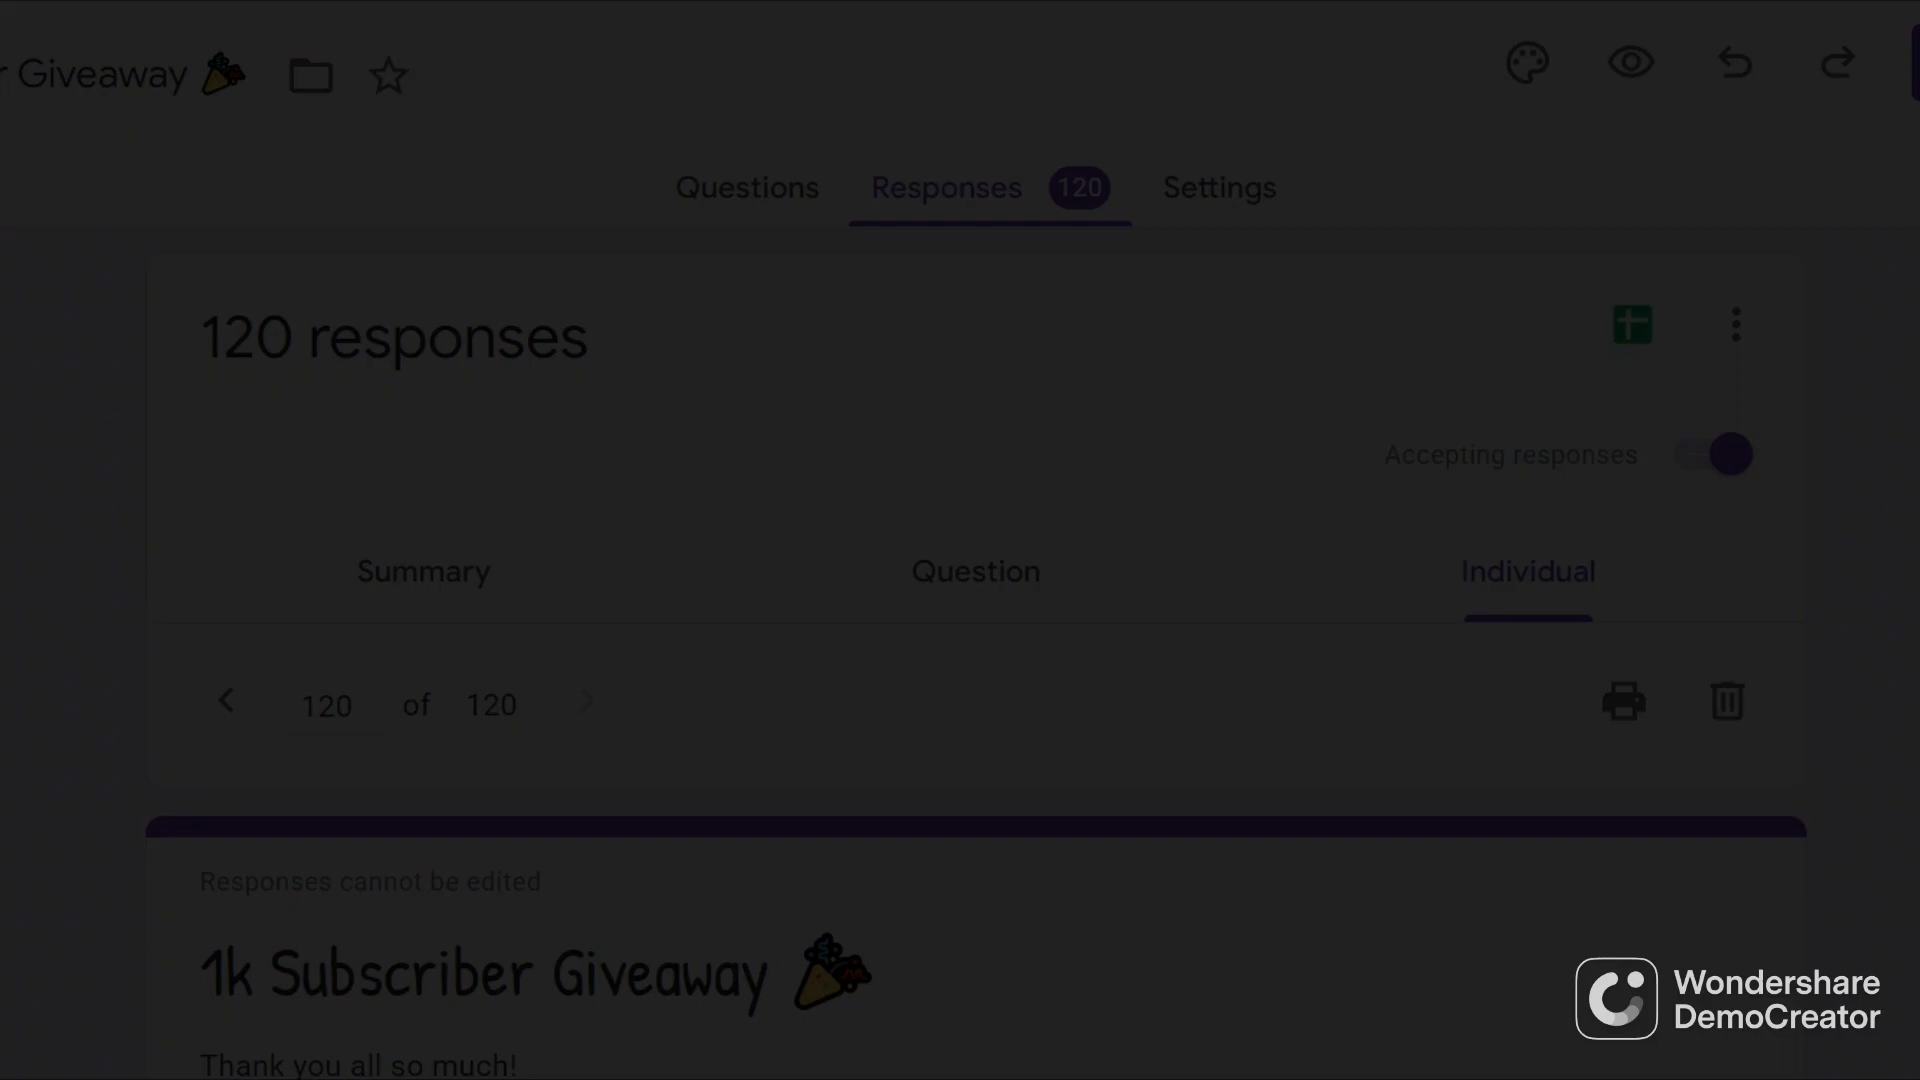 r Giveaway
Questions
Responses
120
Settings
120 responses
Accepting responses
Summary
Question
Individual
120 of 120
Responses cannot be edited
1k Subscriber Giveaway
Thank you all so much!
Wondershare
DemoCreator